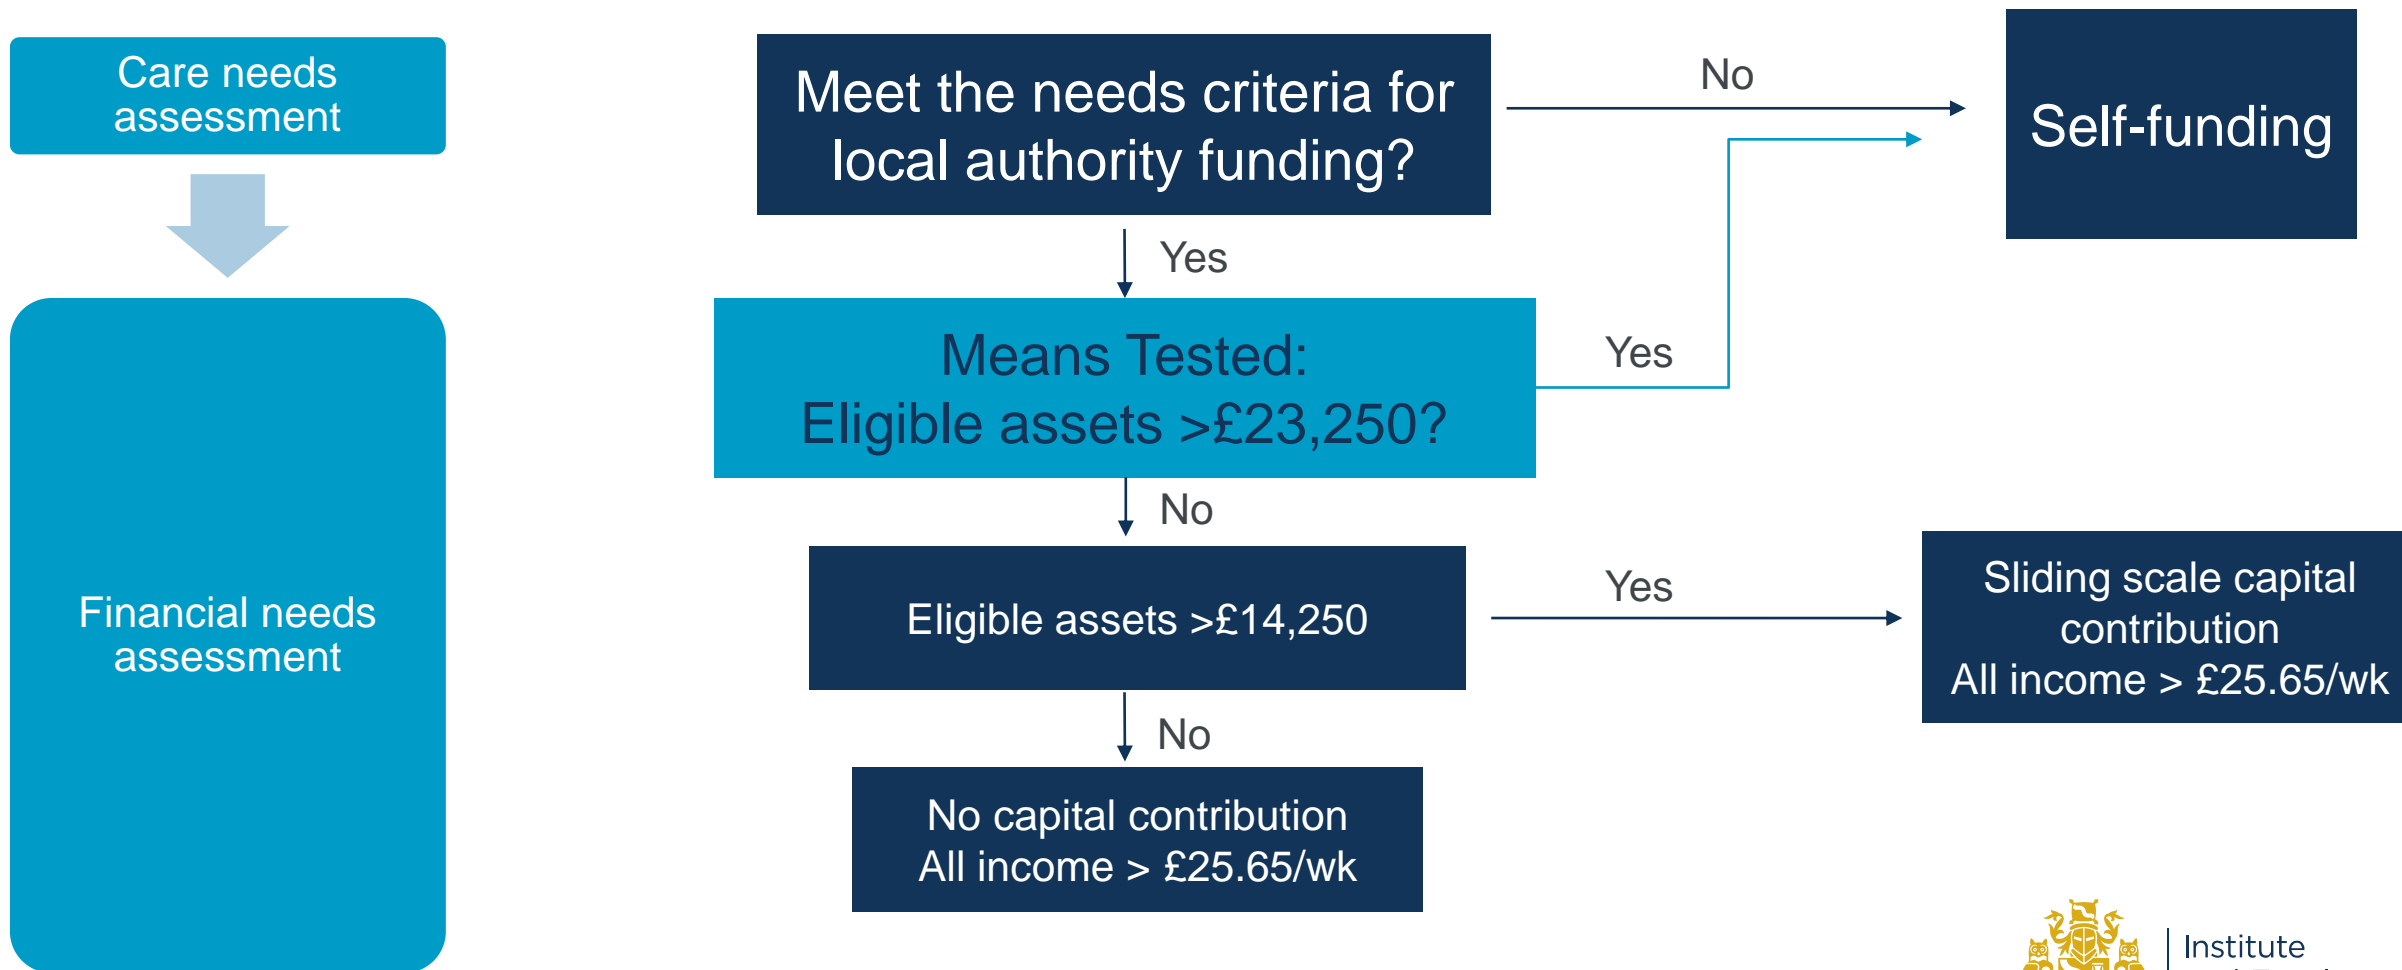 Care needs
assessment
Financial needs
assessment
Meet the needs criteria for
local authority funding?
No
Self-funding
Yes
Means Tested:
Eligible assets >£23,250?
Yes
No
Eligible assets >£14,250
Yes
Sliding scale capital
contribution
All income > £25.65/wk
No
No capital contribution
All income > £25.65/wk
Institute